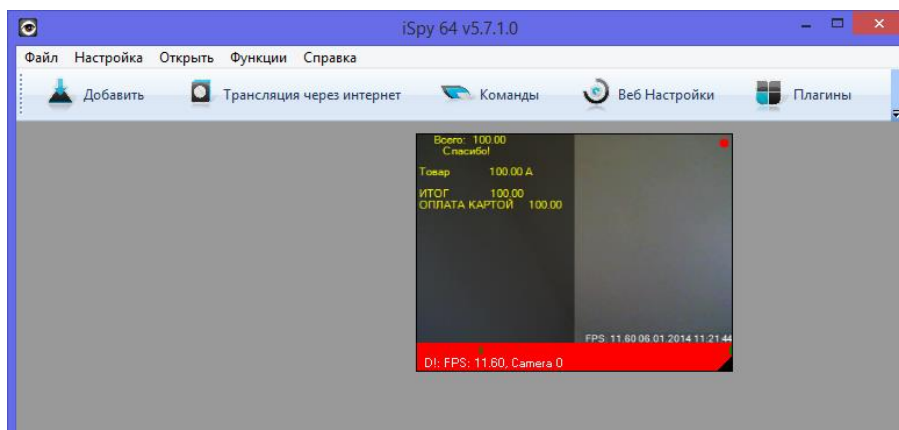 iSpy 64 v5.7.1.0
Файл Настройка Открыть Функции Справка
Добавить Трансляция через интернет Команды Веб Настройки Плагины
Всего: 100.00
Спасибо!
Товар 100.00 А
ИТОГ 100.00
ОПЛАТА КАРТОЙ 100.00
FPS: 11.60 06.01.2014 11:21:44
D!: FPS: 11.60, Camera 0